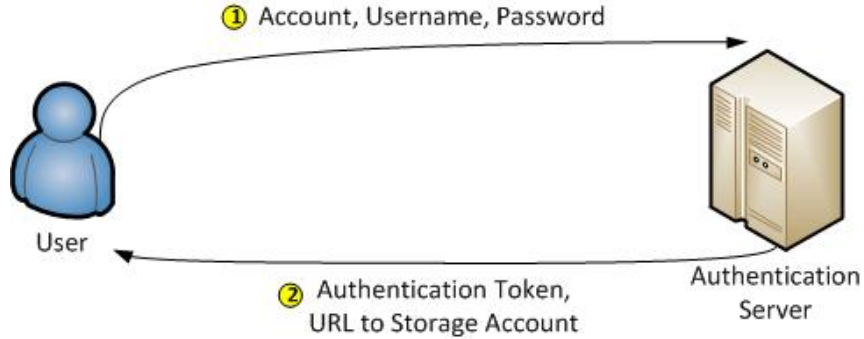 1 Account, Username, Password
User
2 Authentication Token,
URL to Storage Account
Authentication
Server